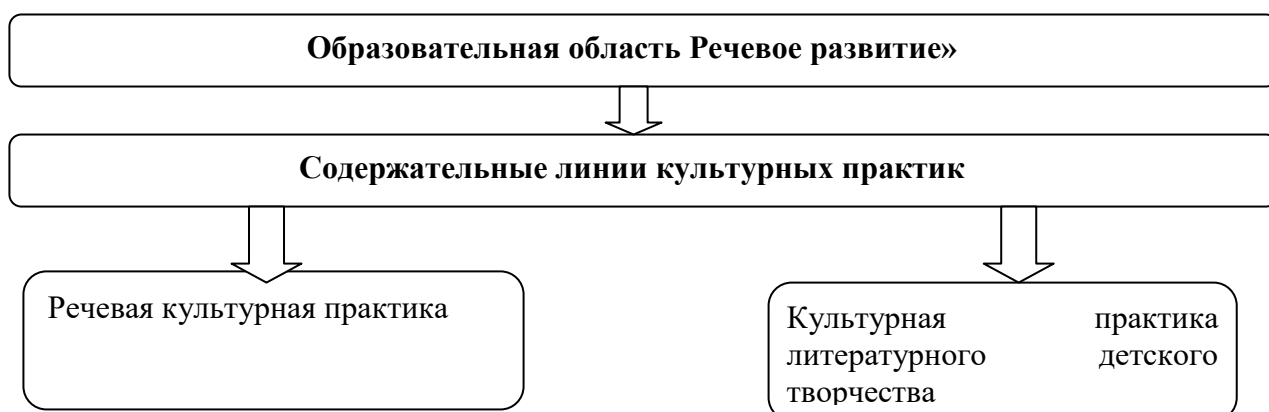 Образовательная область Речевое развитие»
Содержательные линии культурных практик
Речевая культурная практика
Культурная практика
литературного детского
творчества